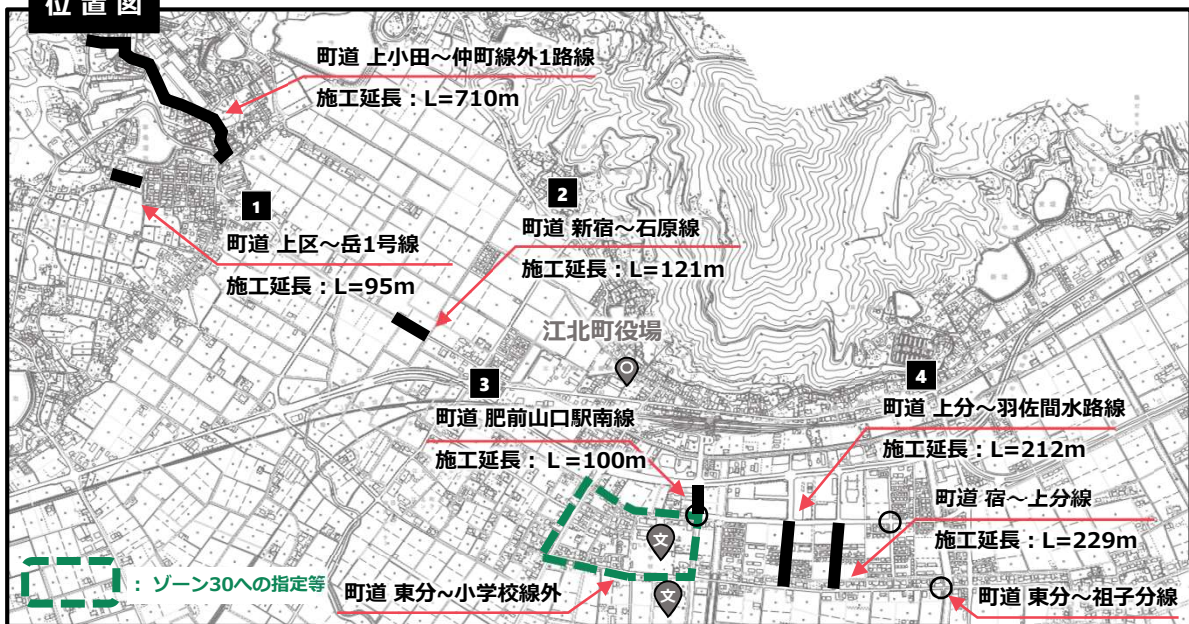 位置図
町道 上小田～仲町線外1路線
施工延長：L=710m
1
町道 上区～岳1号線
施工延長：L=95m
2
町道 新宿～石原線
施工延長：L=121m
江北町役場
3
町道 肥前山口駅南線
施工延長：L=100m
4
町道 上分～羽佐間水路線
施工延長：L=212m
町道 宿～上分線
施工延長：L=229m
文
：ゾーン30への指定等
町道 東分~小学校線外
文
町道 東分～祖子分線